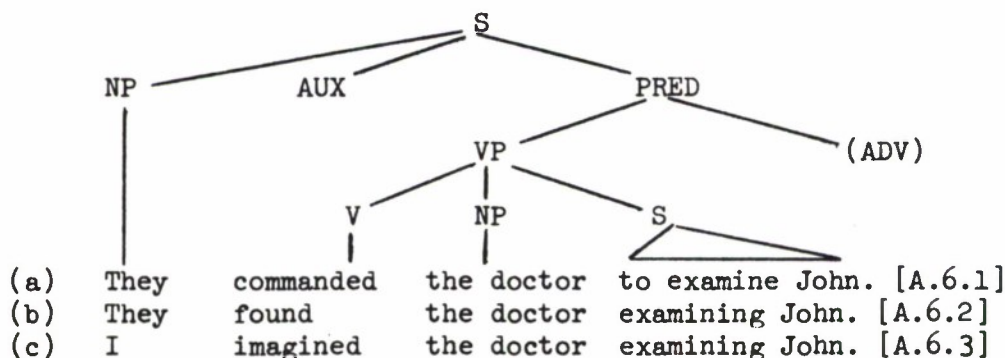 S
NP AUX PRED
VP (ADV)
V NP S
(a) They commanded the doctor to examine John. [A.6.1]
(b) They found the doctor examining John. [A.6.2]
(c) I imagined the doctor examining John. [A.6.3]